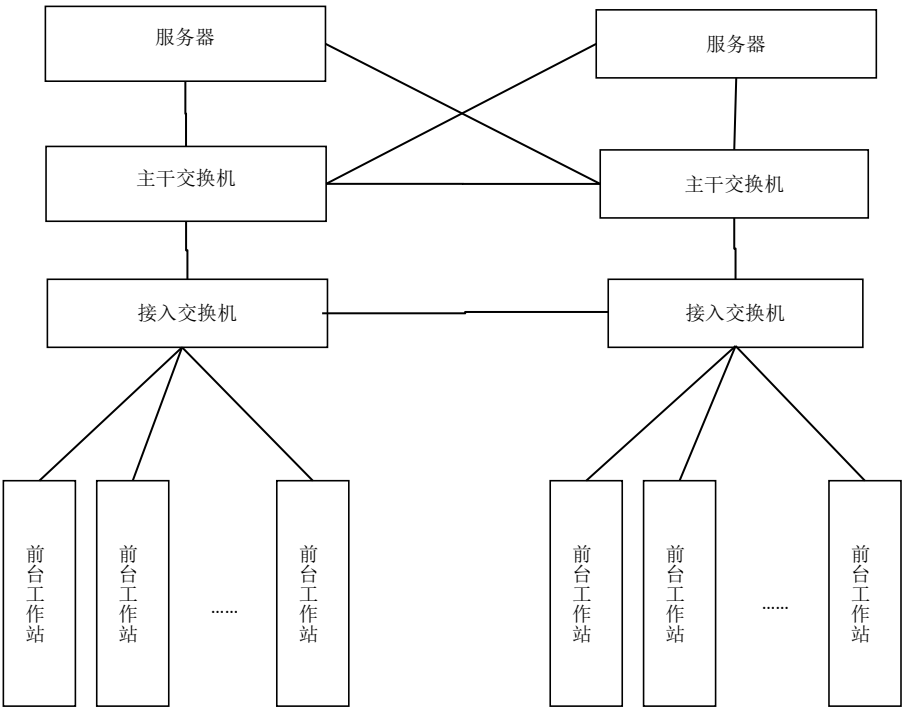 服务器
服务器
主干交换机
主干交换机
接入交换机
接入交换机
前台工作站
前台工作站
……
前台工作站
前台工作站
前台工作站
……
前台工作站